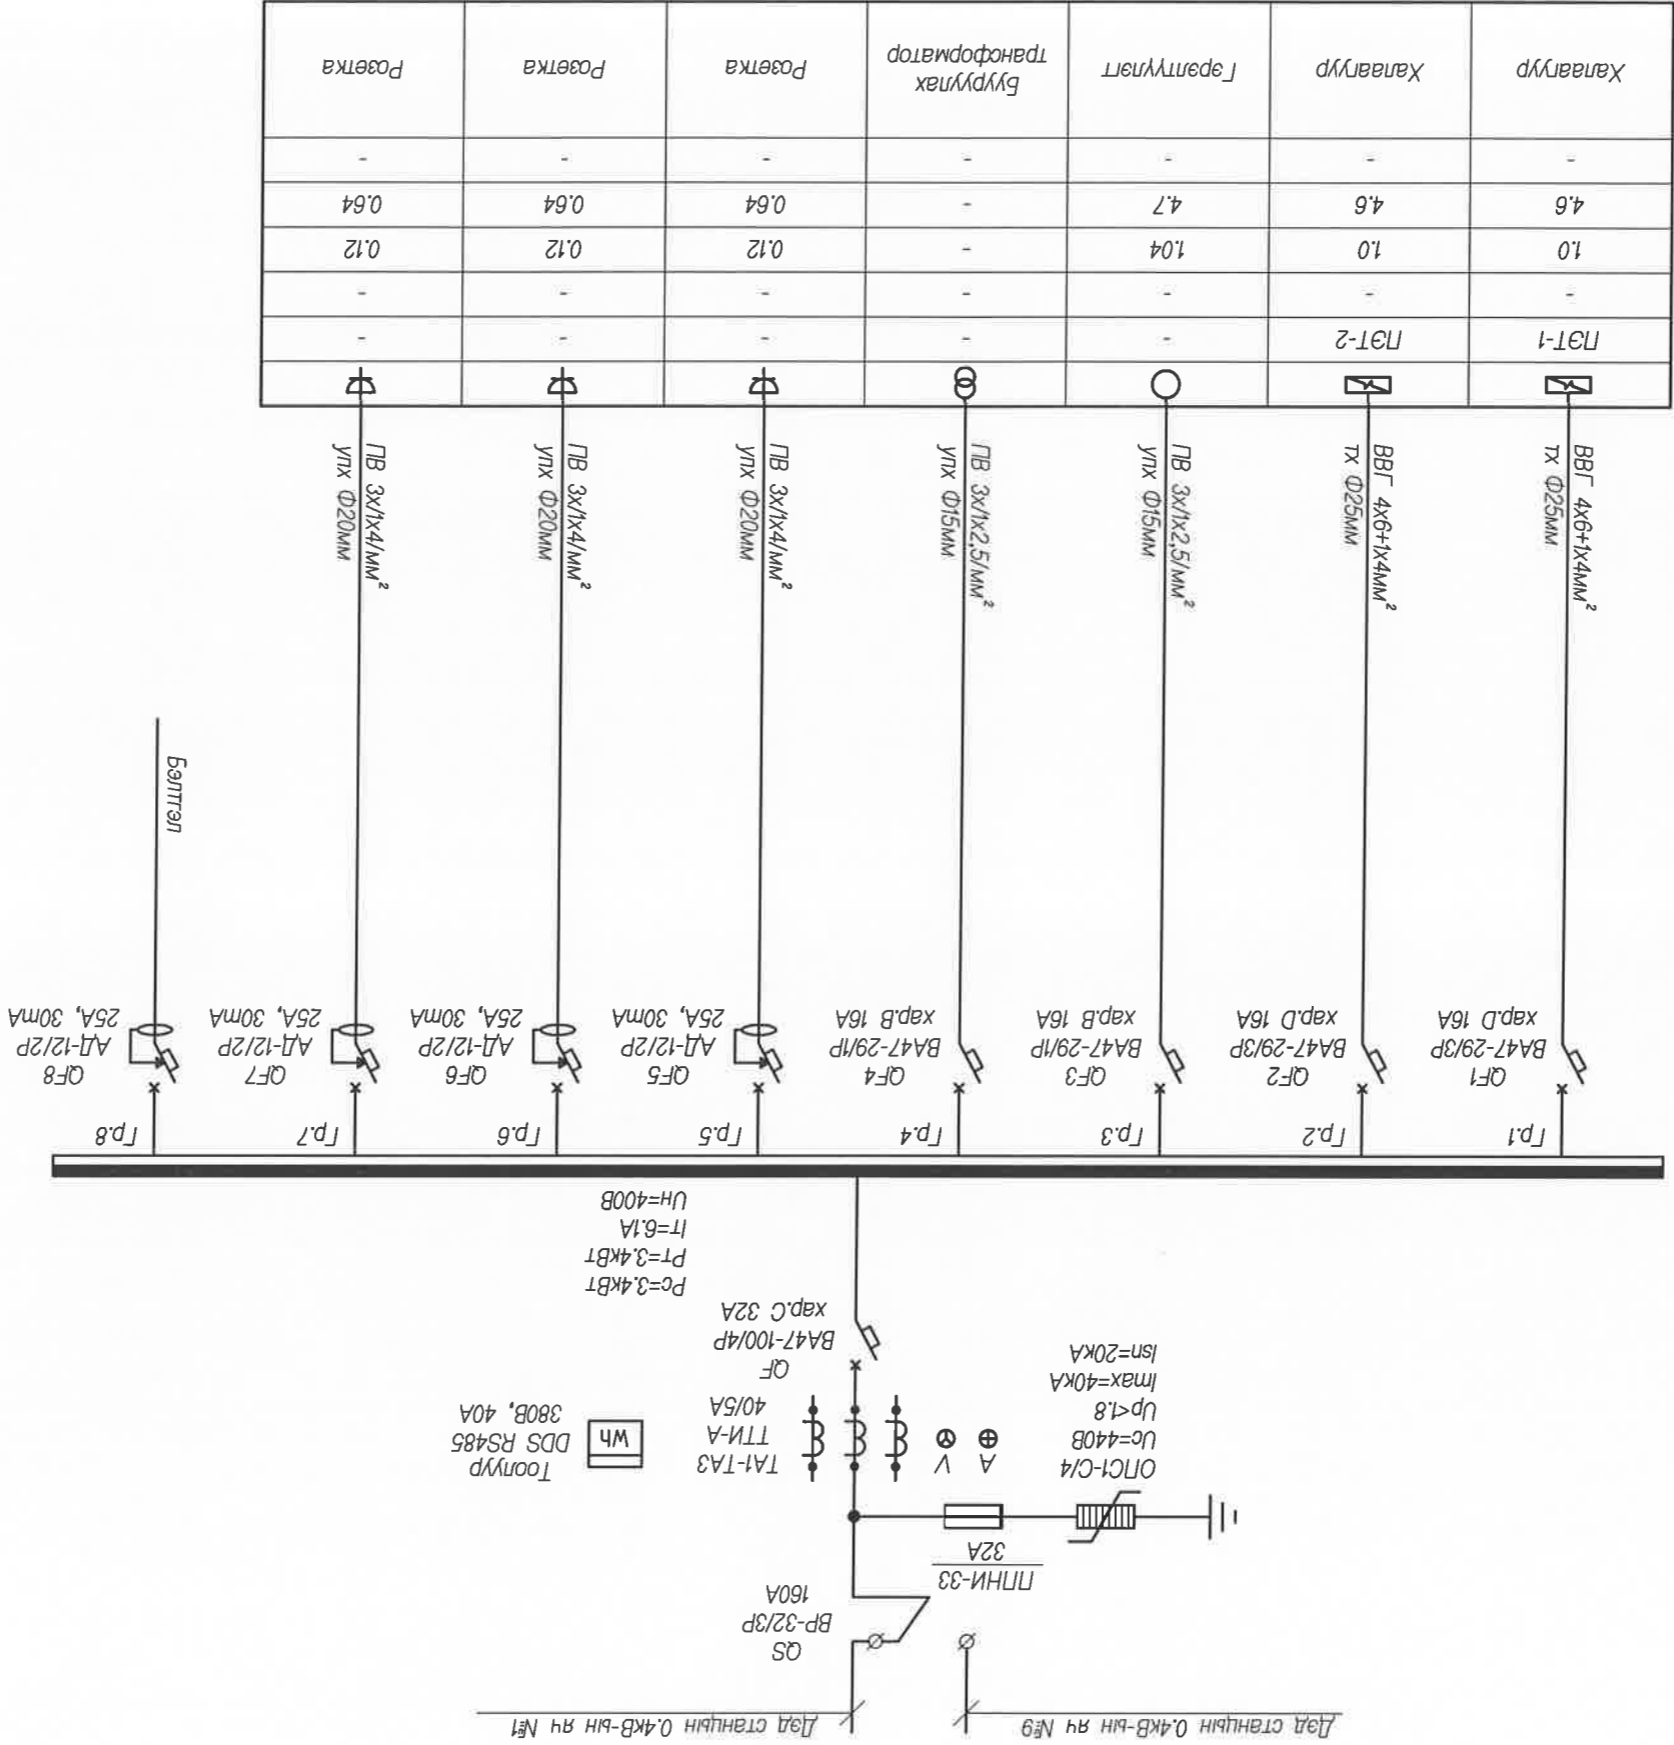 Дэд станцын 0.4кВ-ын яч №9
Дэд станцын 0.4кВ-ын яч №1
QS
ВР-32/3Р
160А
ППНИ-33
32А
ОПС1-С/4
Uc=440В
Up<1.8
Imax=40кА
Isn=20кА
A
V
ТА1-ТА3
ТТИ-А
40/5А
Wh
Тоолуур
DDS RS485
380В, 40А
QF
ВА47-100/4Р
хар.С 32А
Рс=3.4кВт
Рт=3.4кВт
Iт=6.1А
Uн=400В
Гр.1
Гр.2
Гр.3
Гр.4
Гр.5
Гр.6
Гр.7
Гр.8
QF1
ВА47-29/3Р
хар.D 16А
QF2
ВА47-29/3Р
хар.D 16А
QF3
ВА47-29/1Р
хар.В 16А
QF4
ВА47-29/1Р
хар.В 16А
QF5
АД-12/2Р
25А, 30mA
QF6
АД-12/2Р
25А, 30mA
QF7
АД-12/2Р
25А, 30mA
QF8
АД-12/2Р
25А, 30mA
ВВГ 4х6+1х4мм²
тх Ф25мм
ВВГ 4х6+1х4мм²
тх Ф25мм
ПВ 3х/1х2,5/мм²
упх Ф15мм
ПВ 3х/1х2,5/мм²
упх Ф15мм
ПВ 3х/1х4/мм²
упх Ф20мм
ПВ 3х/1х4/мм²
упх Ф20мм
ПВ 3х/1х4/мм²
упх Ф20мм
Бэлтгэл
ПЭТ-1 ПЭТ-2 - - - - -
- - - - - - -
1.0 1.0 1.04 - 0.12 0.12 0.12
4.6 4.6 4.7 - 0.64 0.64 0.64
- - - - - - -
Халаагуур
Халаагуур
Гэрэлтүүлэгт
Бууруулах
трансформатор
Розетка
Розетка
Розетка